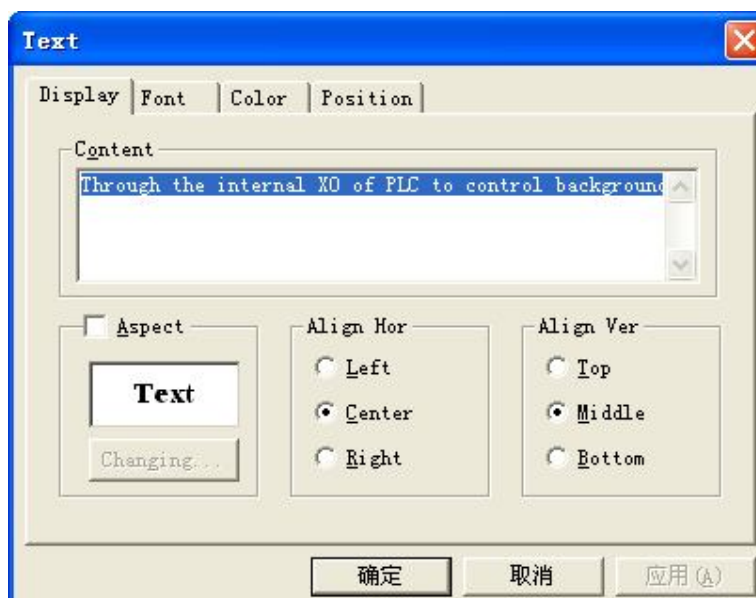 Text
Display Font Color Position
Content
Through the internal X0 of PLC to control background
Aspect Align Hor Align Ver
Left Top
Text
Center Middle
Changing...
Right Bottom
确定 取消 应用(A)